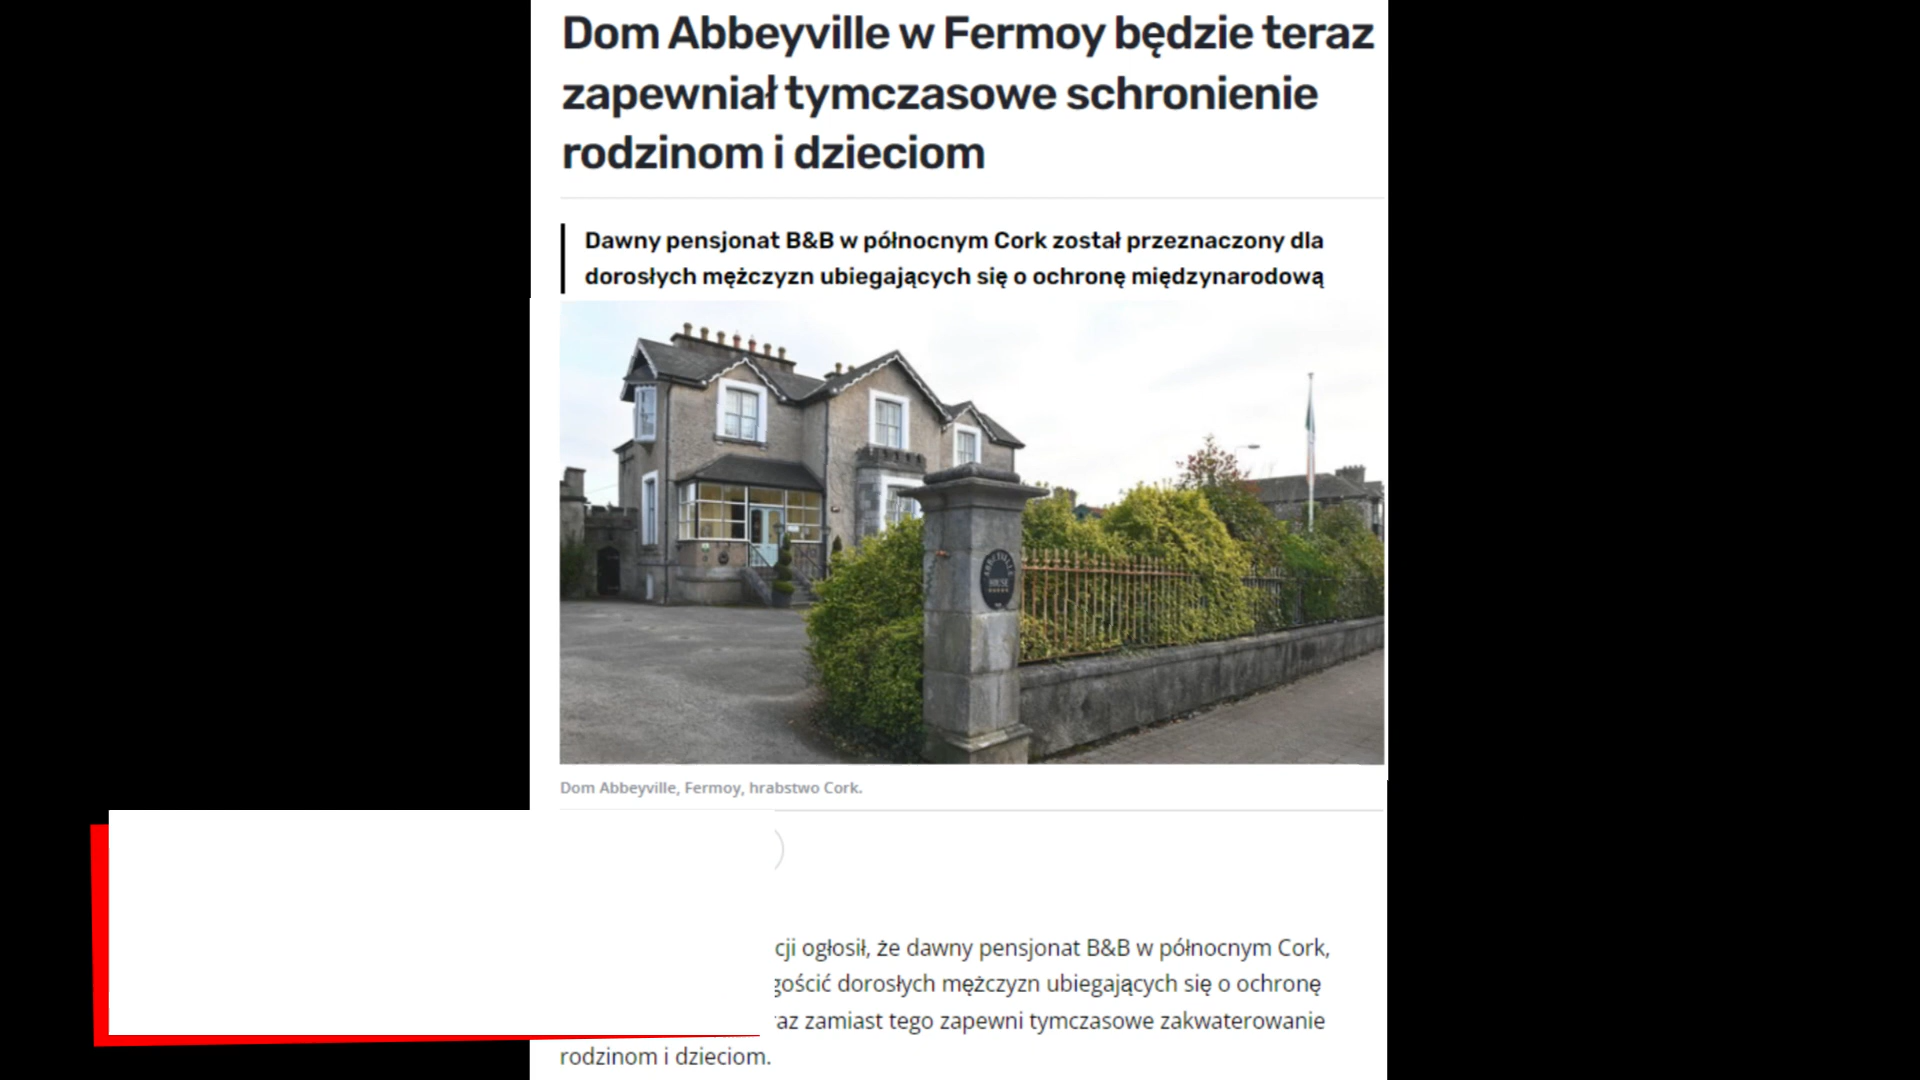 Dom Abbeyville w Fermoy będzie teraz
zapewniał tymczasowe schronienie
rodzinom i dzieciom
Dawny pensjonat B&B w północnym Cork został przeznaczony dla
dorosłych mężczyzn ubiegających się o ochronę międzynarodową
HOUSE
Dom Abbeyville, Fermoy, hrabstwo Cork.
cji ogłosił, że dawny pensjonat B&B w północnym Cork,
gościć dorosłych mężczyzn ubiegających się o ochronę
az zamiast tego zapewni tymczasowe zakwaterowanie
rodzinom i dzieciom.